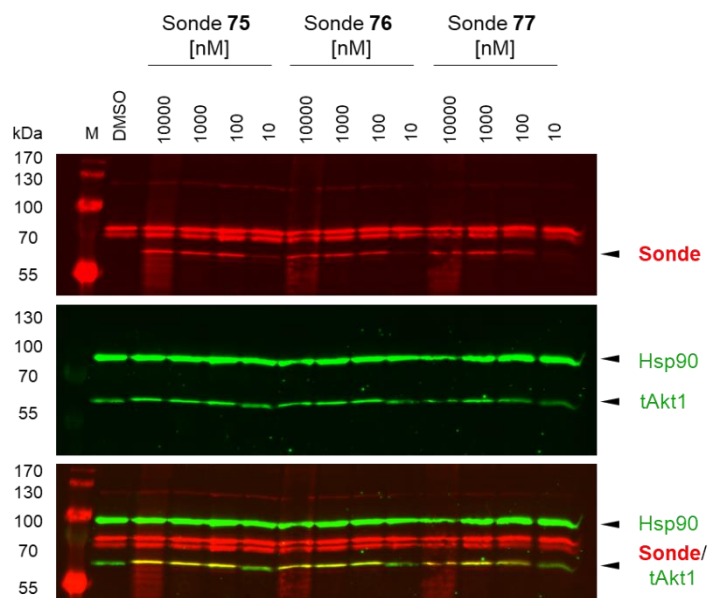 Sonde 75 Sonde 76 Sonde 77
[nM] [nM] [nM]
kDa M DMSO 10000 1000 100 10 10000 1000 100 10 10000 1000 100 10
170
130
100
70
55
Sonde
130
100
70
55
Hsp90
tAkt1
170
130
100
70
55
Hsp90
Sonde/
tAkt1